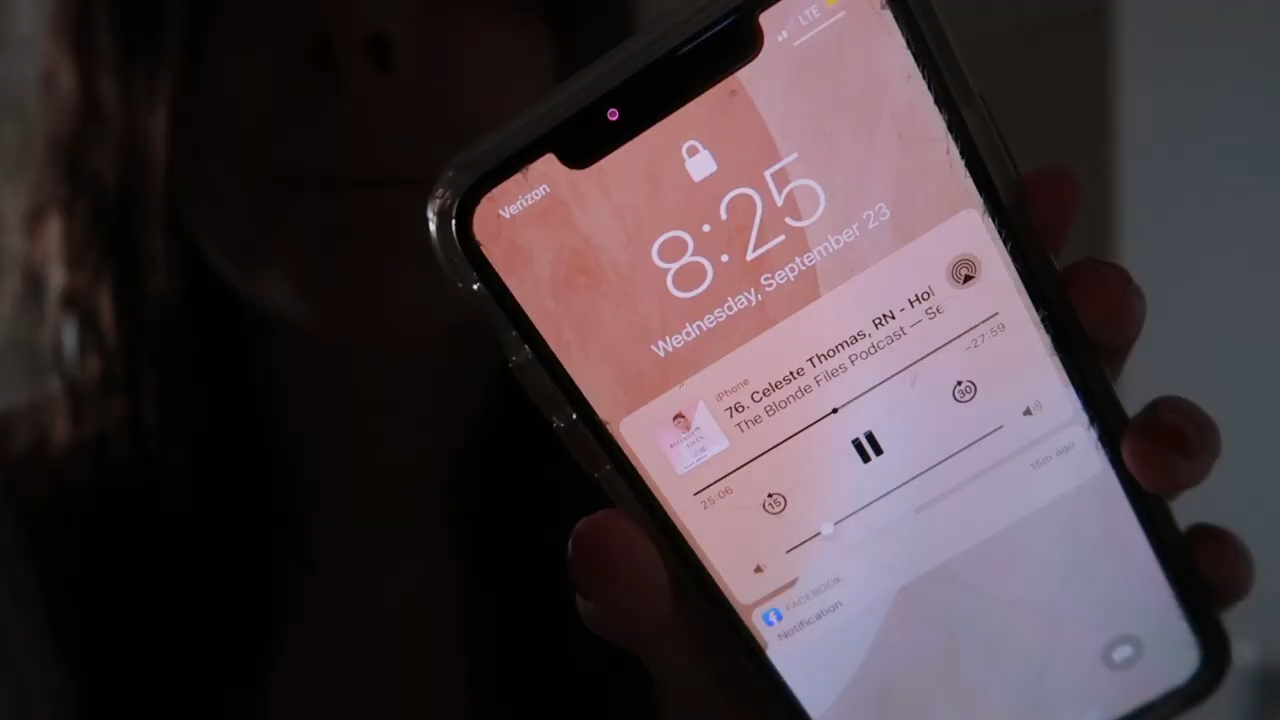 Verizon
LTE
8:25
Wednesday, September 23
iPhone
76. Celeste Thomas, RN - Hol
The Blonde Files Podcast — Se
25:06
-27:59
15
30
15m ago
FACEBOOK
Notification